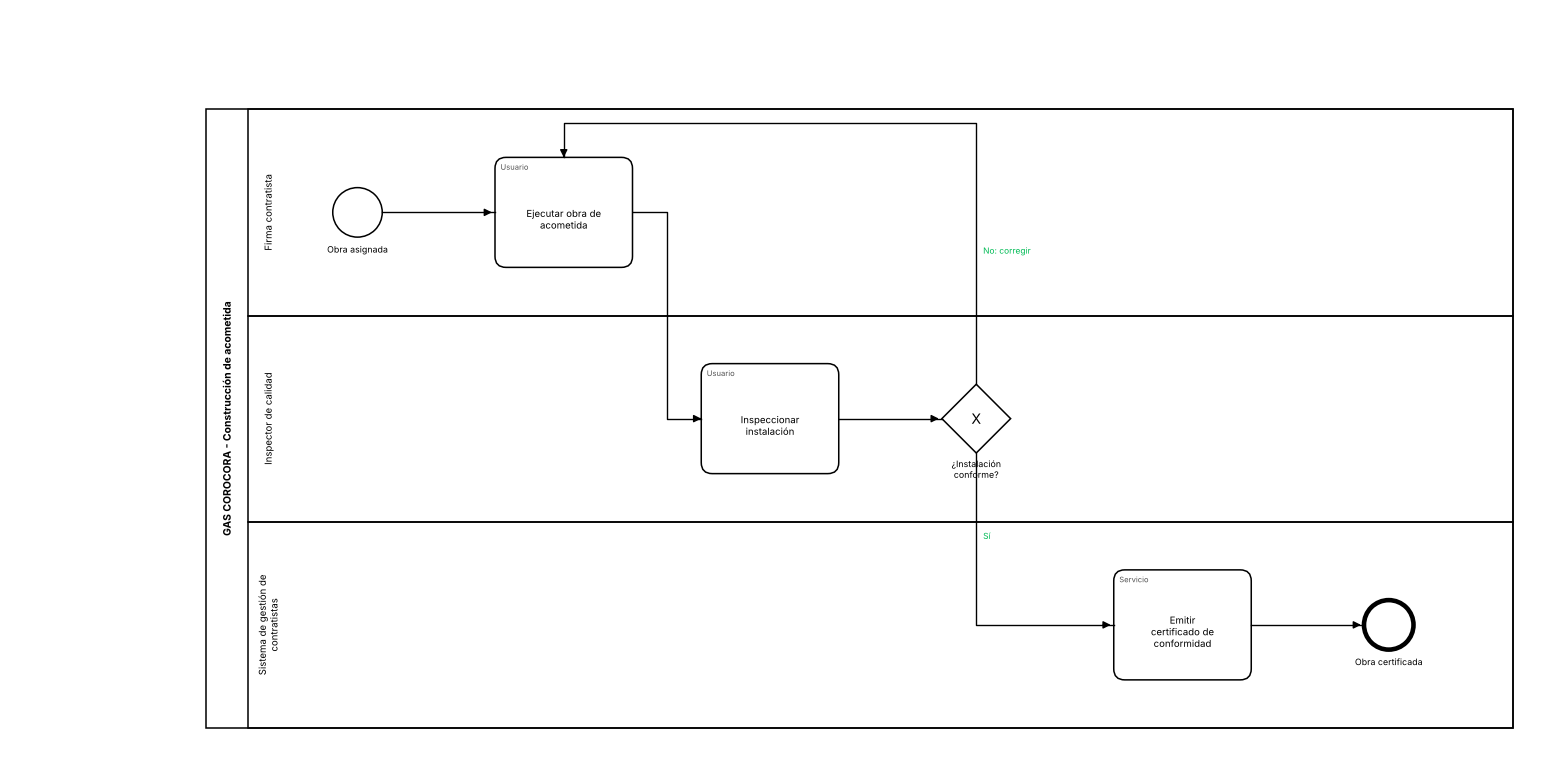 GAS COROCORA - Construcción de acometida
Firma contratista
Obra asignada
Usuario
Ejecutar obra de
acometida
No: corregir
Inspector de calidad
Usuario
Inspeccionar
instalación
X
¿Instalación
conforme?
Sistema de gestión de
contratistas
Sí
Servicio
Emitir
certificado de
conformidad
Obra certificada